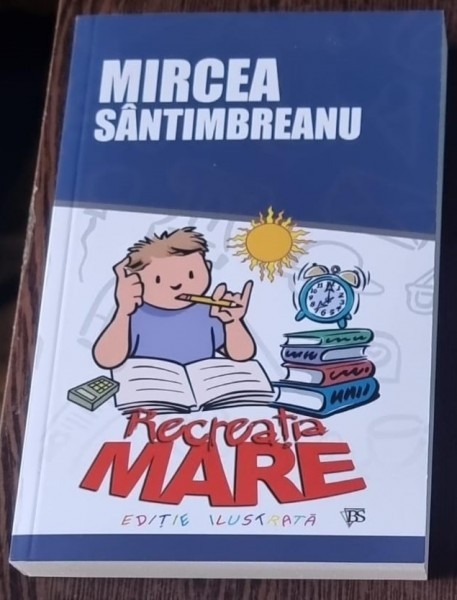 MIRCEA
SÂNTIMBREANU
Recreația
MARE
EDIȚIE ILUSTRATĂ
BS